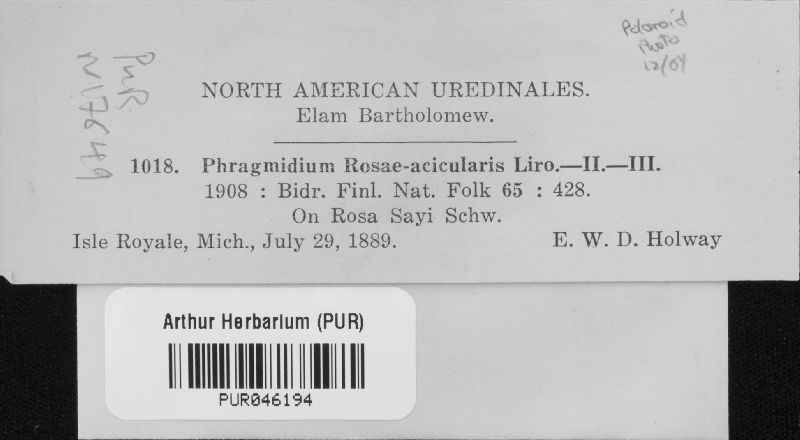 Polaroid
Photo
12/04
PUR
N17649
NORTH AMERICAN UREDINALES.
Elam Bartholomew.
1018. Phragmidium Rosae-acicularis Liro.—II.—III.
1908 : Bidr. Finl. Nat. Folk 65 : 428.
On Rosa Sayi Schw.
Isle Royale, Mich., July 29, 1889. E. W. D. Holway
Arthur Herbarium (PUR)
PUR046194